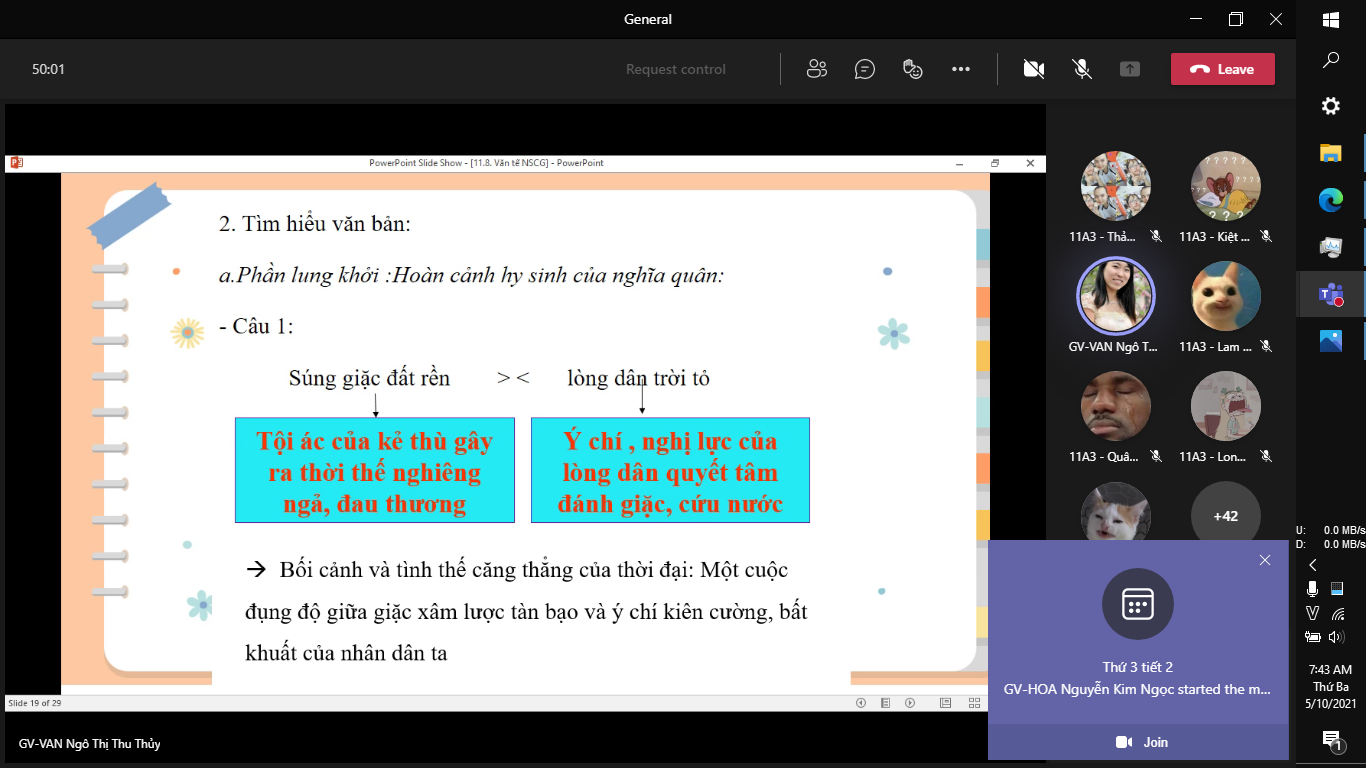 General
50:01
Request control
Leave
PowerPoint Slide Show - [11.8. Văn tế NSCG] - PowerPoint
2. Tìm hiểu văn bản:
a.Phần lung khởi :Hoàn cảnh hy sinh của nghĩa quân:
- Câu 1:
Súng giặc đất rền > < lòng dân trời tỏ
Tội ác của kẻ thù gây
ra thời thế nghiêng
ngả, đau thương
Ý chí , nghị lực của
lòng dân quyết tâm
đánh giặc, cứu nước
→ Bối cảnh và tình thế căng thẳng của thời đại: Một cuộc
đụng độ giữa giặc xâm lược tàn bạo và ý chí kiên cường, bất
khuất của nhân dân ta
Slide 19 of 29
GV-VAN Ngô Thị Thu Thủy
11A3 - Thả...
11A3 - Kiệt ...
GV-VAN Ngô T...
11A3 - Lam ...
11A3 - Quâ...
11A3 - Lon...
+42
Thứ 3 tiết 2
GV-HOA Nguyễn Kim Ngọc started the m...
Join
U: 0.0 MB/s
D: 0.0 MB/s
7:43 AM
Thứ Ba
5/10/2021
1